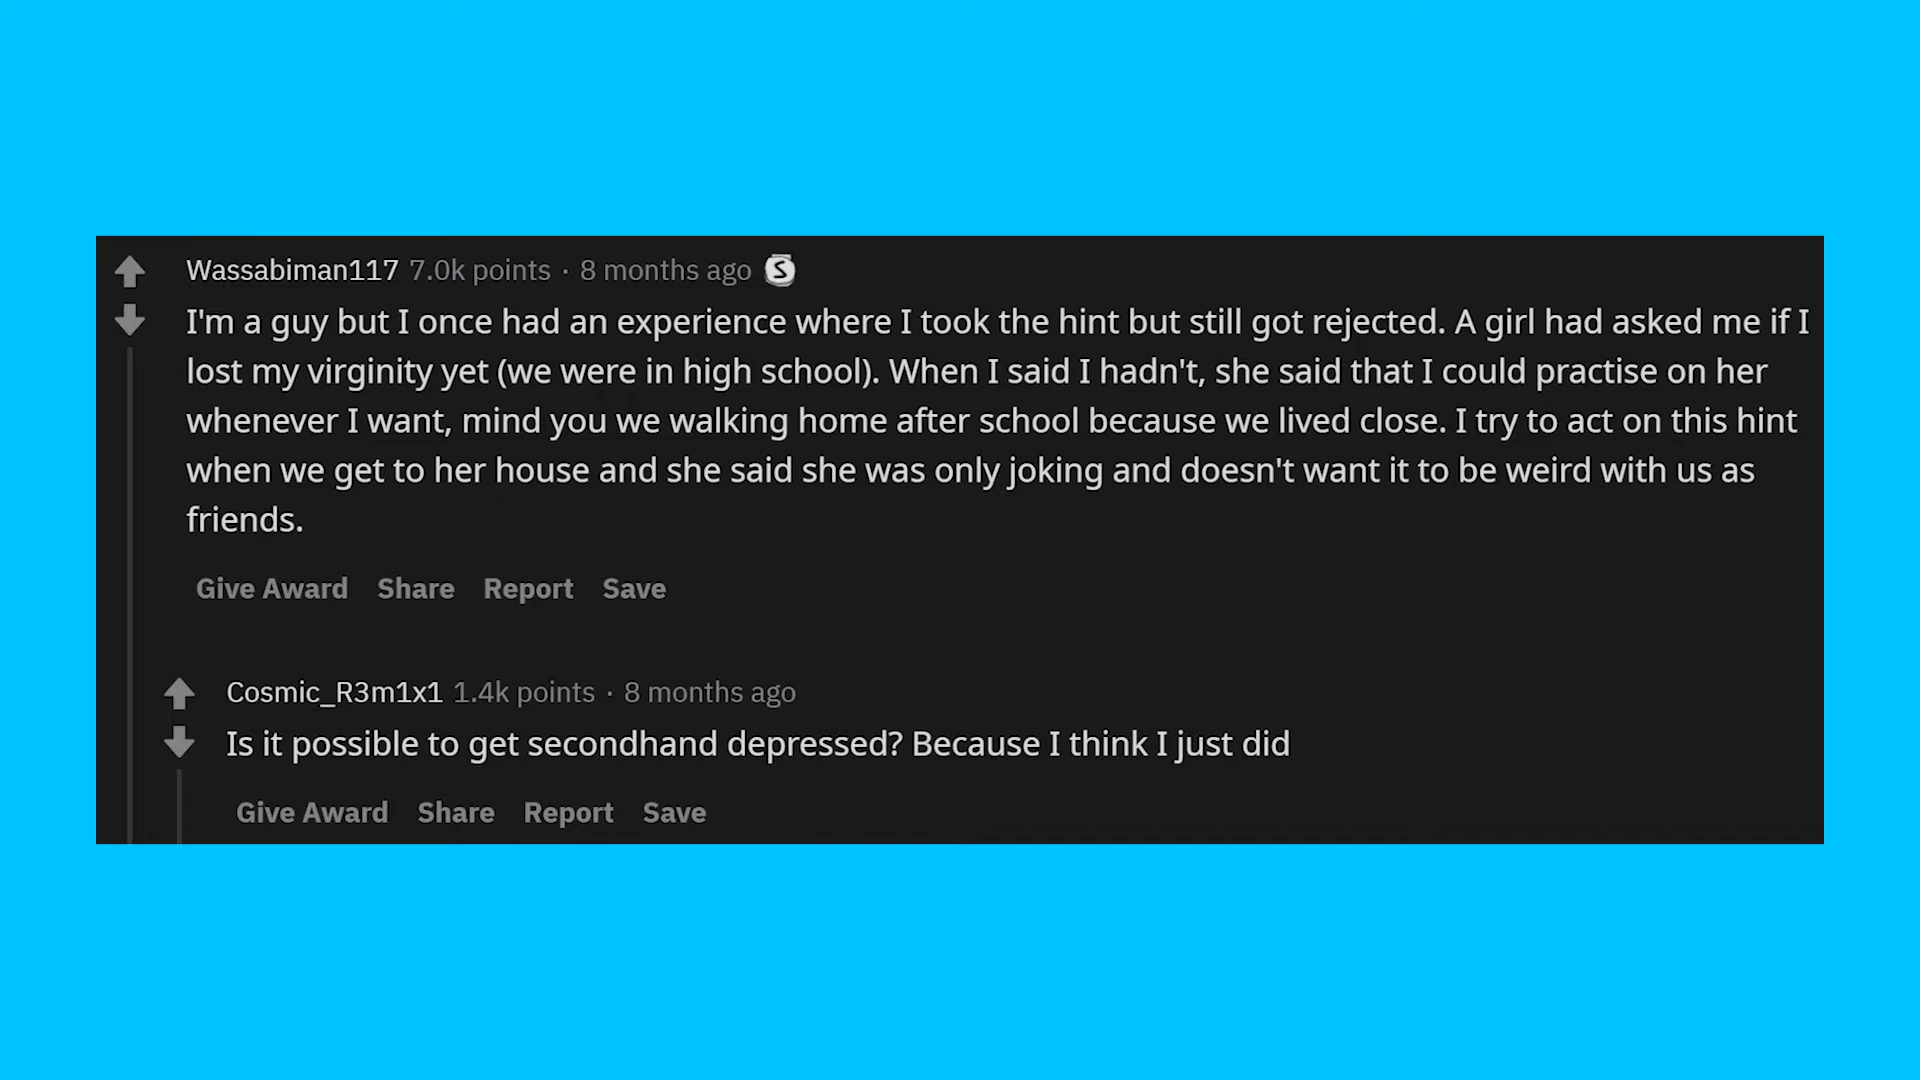 Wassabiman117 7.0k points · 8 months ago
I'm a guy but I once had an experience where I took the hint but still got rejected. A girl had asked me if I
lost my virginity yet (we were in high school). When I said I hadn't, she said that I could practise on her
whenever I want, mind you we walking home after school because we lived close. I try to act on this hint
when we get to her house and she said she was only joking and doesn't want it to be weird with us as
friends.
Give Award Share Report Save
Cosmic_R3m1x1 1.4k points · 8 months ago
Is it possible to get secondhand depressed? Because I think I just did
Give Award Share Report Save